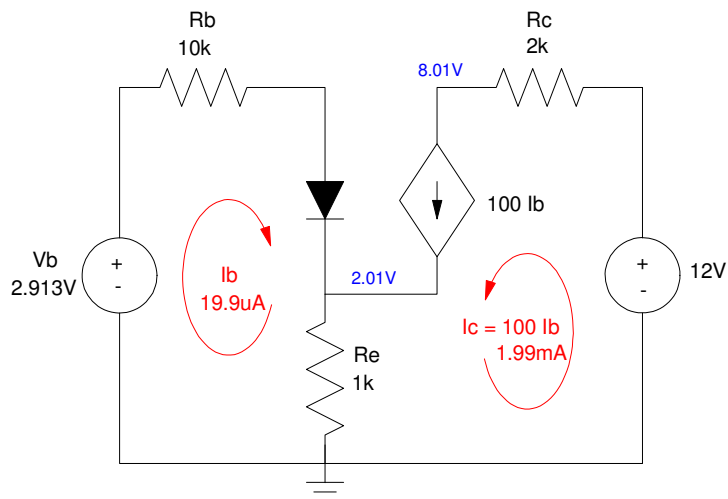 Rb
10k
Rc
2k
8.01V
100 Ib
Vb
2.913V
+
-
Ib
19.9uA
2.01V
+
-
12V
Re
1k
Ic = 100 Ib
1.99mA